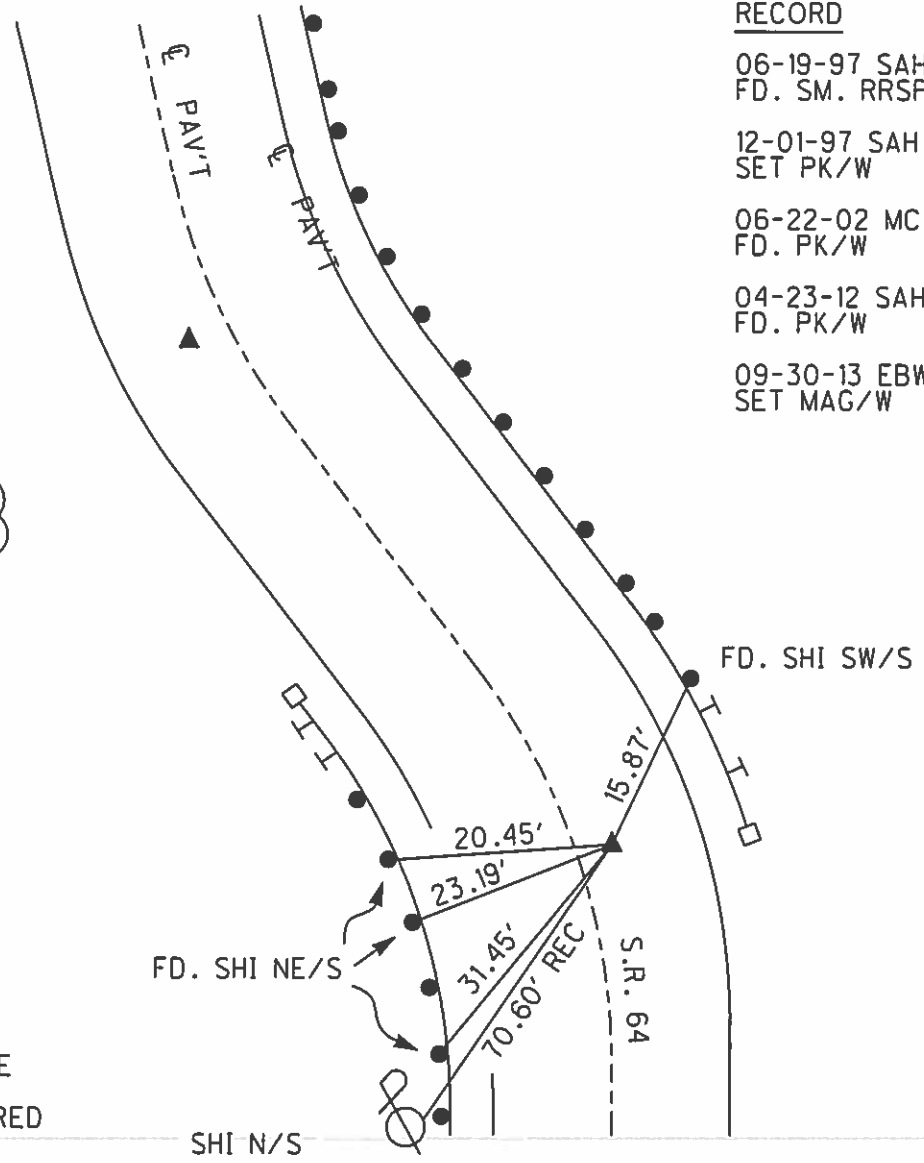 RECORD
06-19-97 SAH
FD. SM. RRSP
12-01-97 SAH
SET PK/W
06-22-02 MC
FD. PK/W
04-23-12 SAH
FD. PK/W
09-30-13 EBW
SET MAG/W
℄ PAV'T
℄ PAV'T
FD. SHI SW/S
15.87'
20.45'
23.19'
31.45'
70.60' REC
FD. SHI NE/S
S.R. 64
SHI N/S